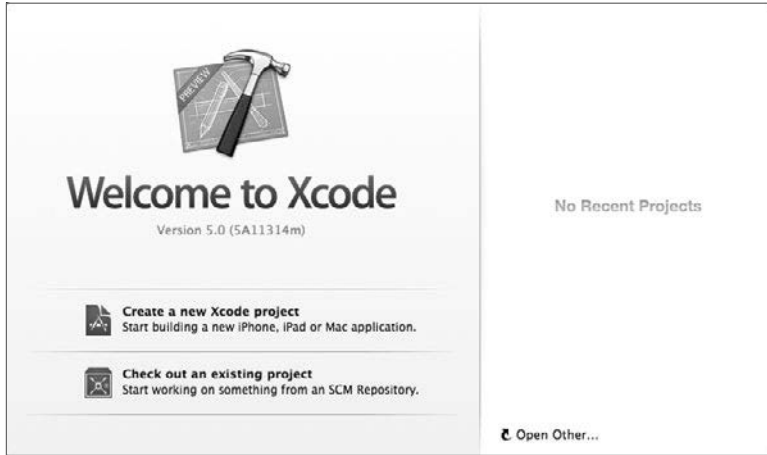 PREVIEW
Welcome to Xcode
Version 5.0 (5A11314m)
Create a new Xcode project
Start building a new iPhone, iPad or Mac application.
Check out an existing project
Start working on something from an SCM Repository.
No Recent Projects
Open Other...